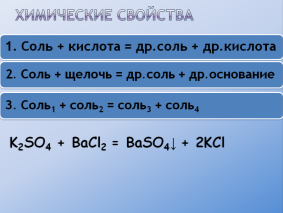 ХИМИЧЕСКИЕ СВОЙСТВА
1. Соль + кислота = др.соль + др.кислота
2. Соль + щелочь = др.соль + др.основание
3. Соль₁ + соль₂ = соль₃ + соль₄
K₂SO₄ + BaCl₂ = BaSO₄↓ + 2KCl